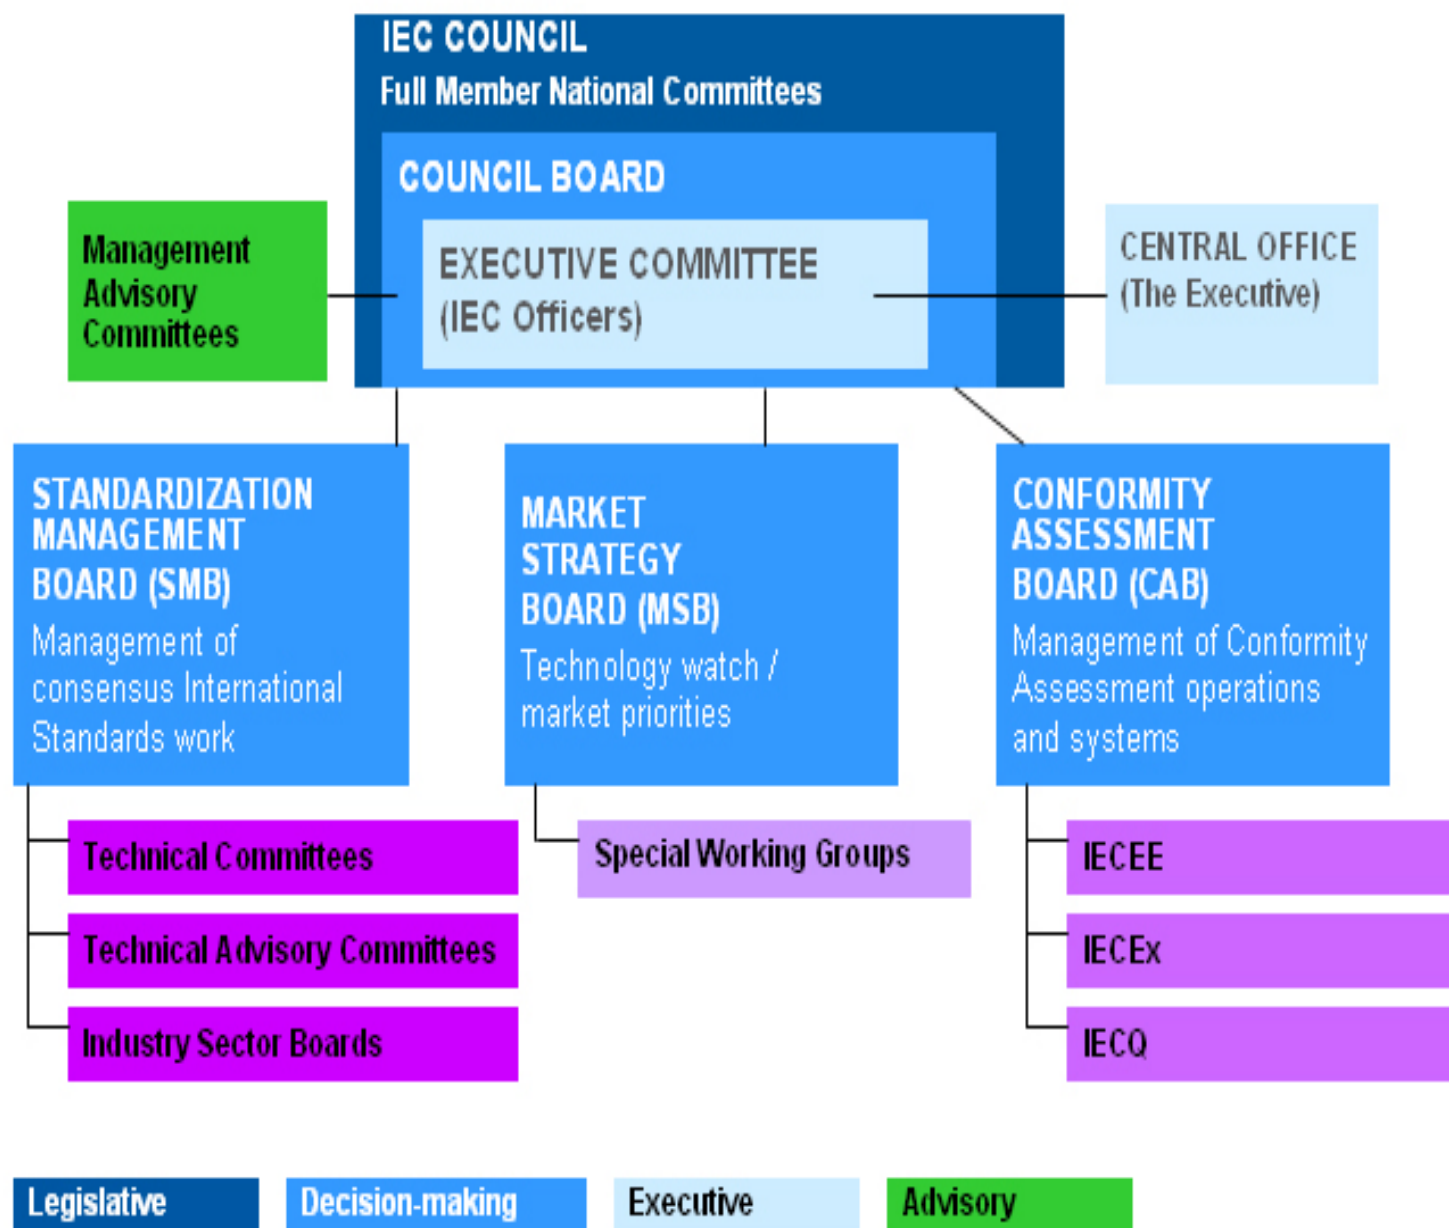 IEC COUNCIL
Full Member National Committees
COUNCIL BOARD
EXECUTIVE COMMITTEE
(IEC Officers)
Management
Advisory
Committees
CENTRAL OFFICE
(The Executive)
STANDARDIZATION
MANAGEMENT
BOARD (SMB)
Management of
consensus International
Standards work
MARKET
STRATEGY
BOARD (MSB)
Technology watch /
market priorities
CONFORMITY
ASSESSMENT
BOARD (CAB)
Management of Conformity
Assessment operations
and systems
Technical Committees
Technical Advisory Committees
Industry Sector Boards
Special Working Groups
IECEE
IECEx
IECQ
Legislative
Decision-making
Executive
Advisory